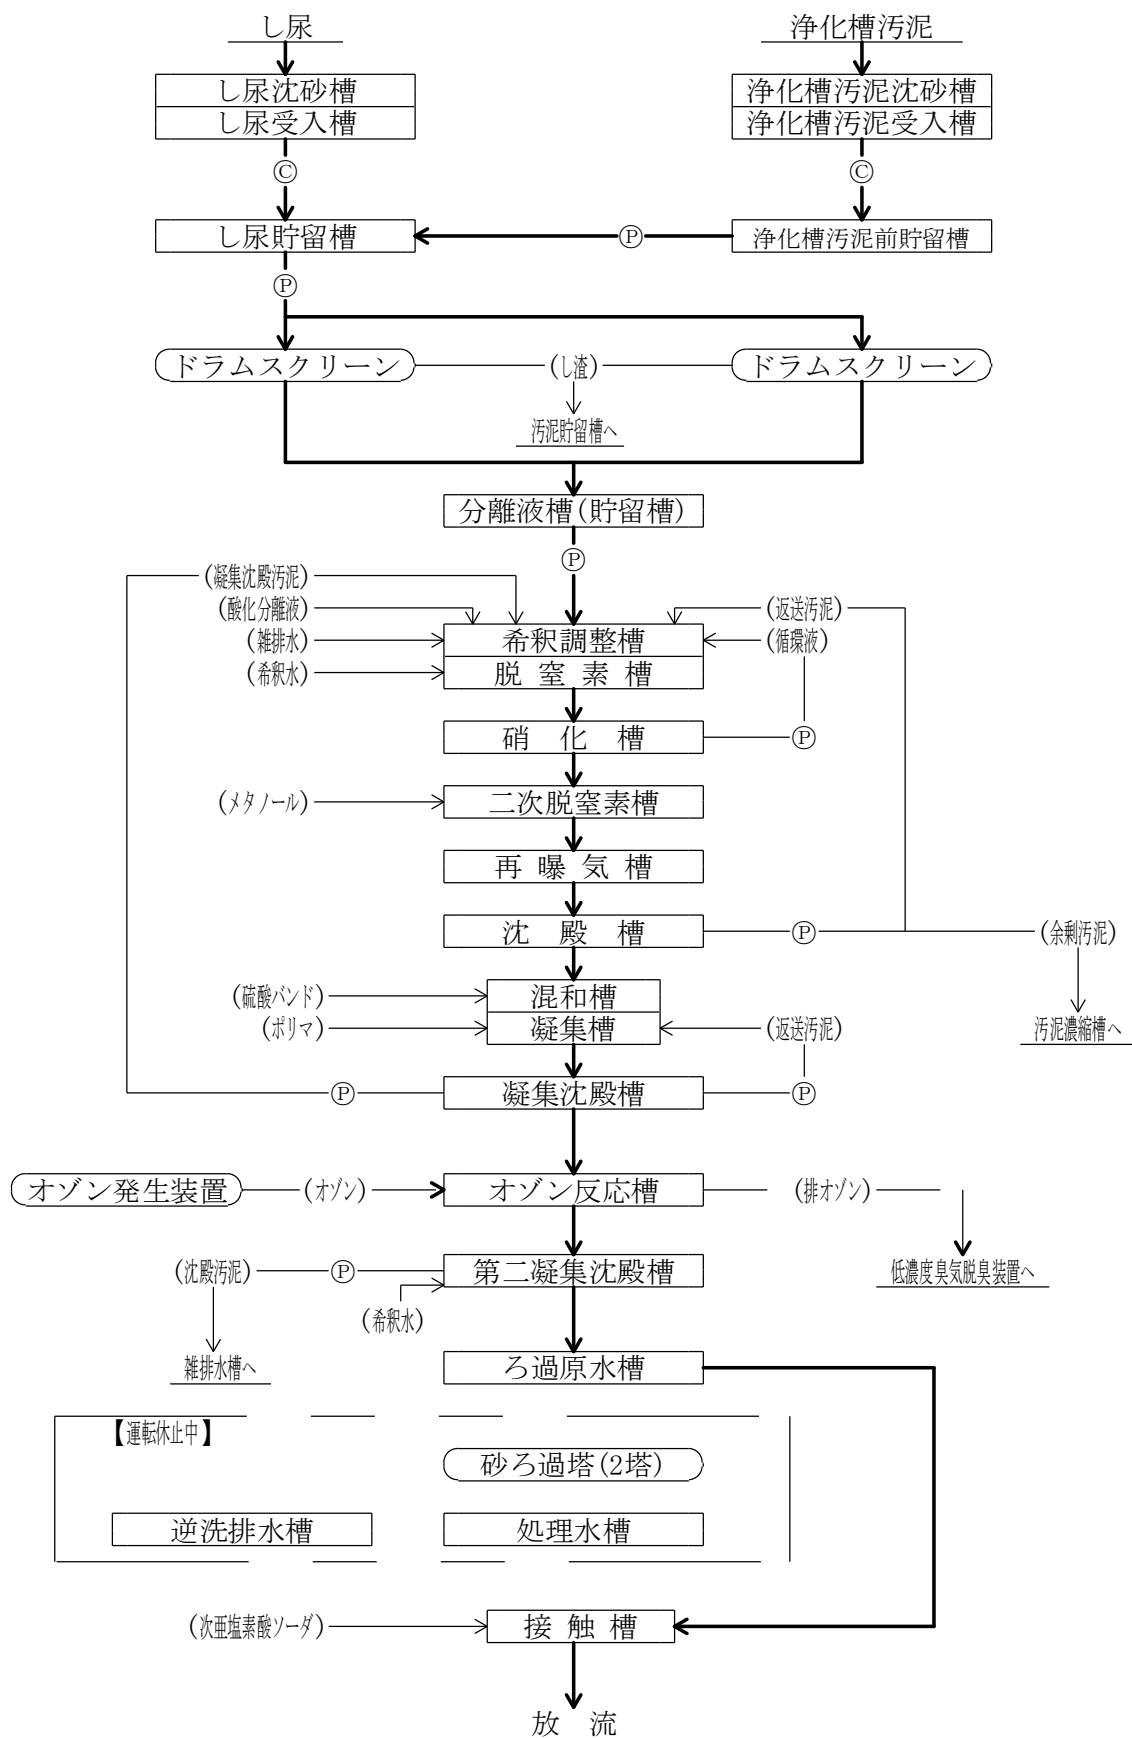 し尿
浄化槽汚泥
し尿沈砂槽
浄化槽汚泥沈砂槽
し尿受入槽
浄化槽汚泥受入槽
Ⓒ
Ⓒ
し尿貯留槽
Ⓟ
浄化槽汚泥前貯留槽
Ⓟ
ドラムスクリーン
(し渣)
ドラムスクリーン
汚泥貯留槽へ
分離液槽(貯留槽)
Ⓟ
(凝集沈殿汚泥)
(酸化分離液)
(返送汚泥)
(雑排水)
希釈調整槽
(循環液)
(希釈水)
脱窒素槽
硝化槽
Ⓟ
(メタノール)
二次脱窒素槽
再曝気槽
沈殿槽
Ⓟ
(余剰汚泥)
(硫酸バンド)
混和槽
(ポリマ)
凝集槽
(返送汚泥)
汚泥濃縮槽へ
Ⓟ
凝集沈殿槽
Ⓟ
オゾン発生装置
(オゾン)
オゾン反応槽
(排オゾン)
(沈殿汚泥)
Ⓟ
第二凝集沈殿槽
低濃度臭気脱臭装置へ
(希釈水)
雑排水槽へ
ろ過原水槽
【運転休止中】
砂ろ過塔(2塔)
逆洗排水槽
処理水槽
(次亜塩素酸ソーダ)
接触槽
放流